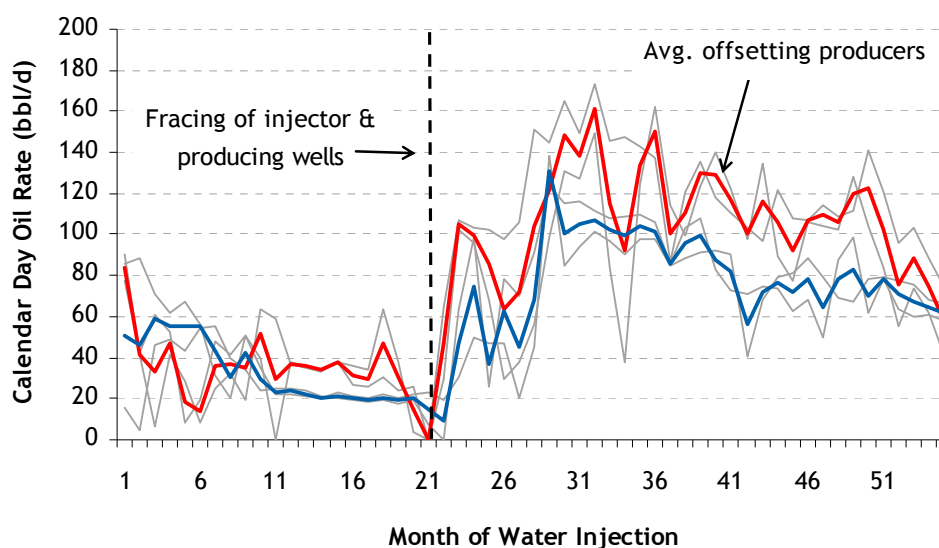 200
180
160
140
120
100
80
60
40
20
0
Calendar Day Oil Rate (bbl/d)
Fracing of injector &
producing wells
Avg. offsetting producers
1 6 11 16 21 26 31 36 41 46 51
Month of Water Injection